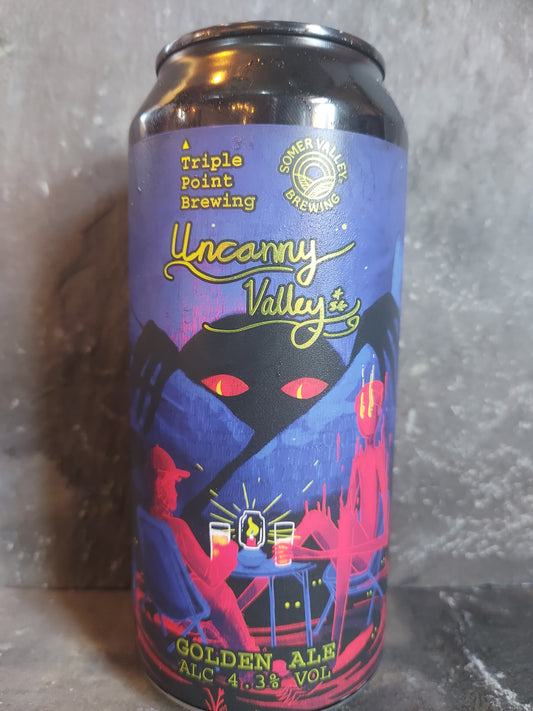 Triple
Point
Brewing
SOMER VALLEY
BREWING
Uncanny
Valley
GOLDEN ALE
ALC 4.3% VOL